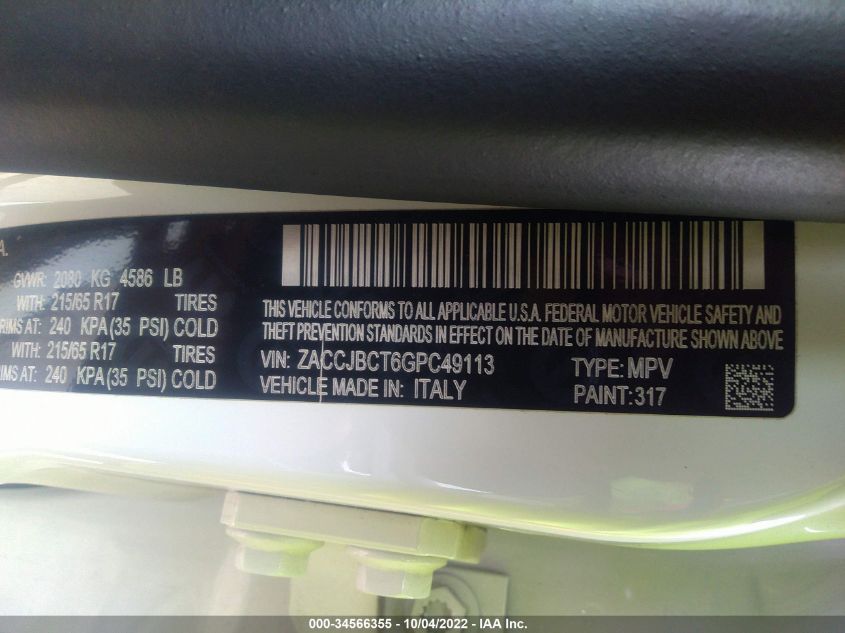 A.
GVWR: 2080 KG 4586 LB
WITH: 215/65 R17 TIRES
RIMS AT: 240 KPA (35 PSI) COLD
WITH: 215/65 R17 TIRES
RIMS AT: 240 KPA (35 PSI) COLD
THIS VEHICLE CONFORMS TO ALL APPLICABLE U.S.A. FEDERAL MOTOR VEHICLE SAFETY AND
THEFT PREVENTION STANDARDS IN EFFECT ON THE DATE OF MANUFACTURE SHOWN ABOVE
VIN: ZACCJBCT6GPC49113 TYPE: MPV
VEHICLE MADE IN: ITALY PAINT: 317
000-34566355 - 10/04/2022 - IAA Inc.